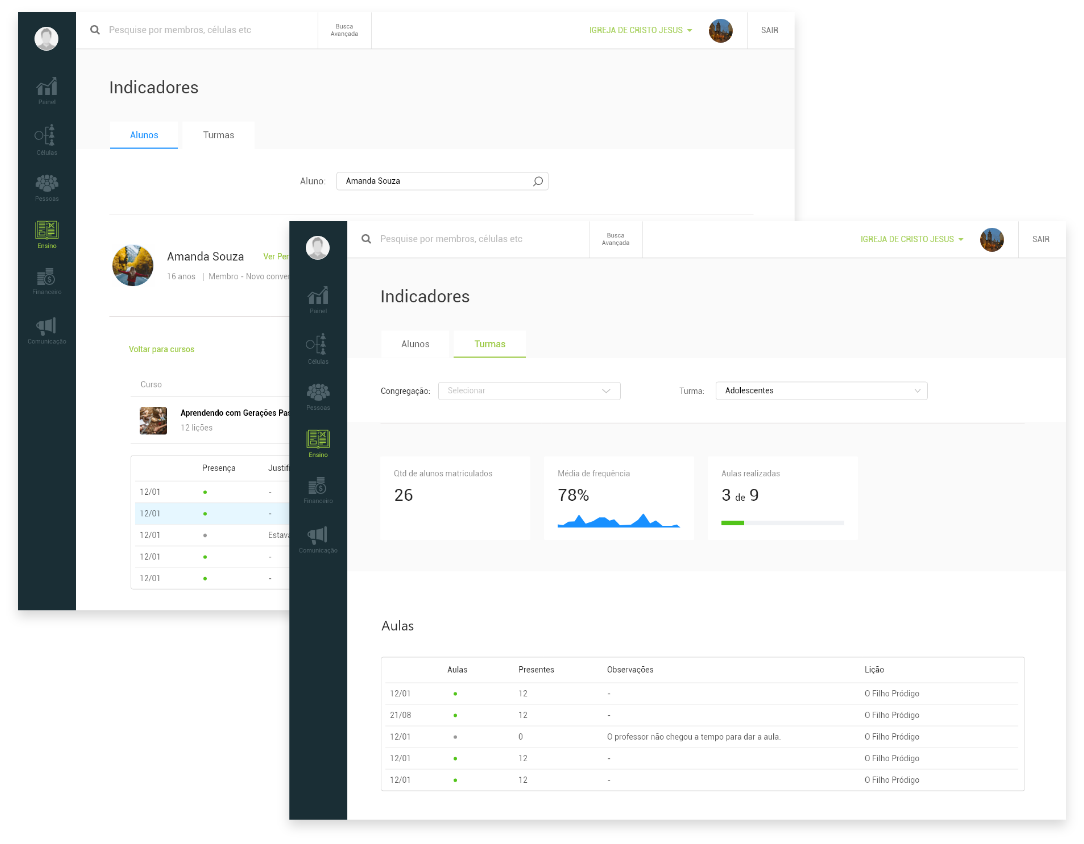 Pesquise por membros, células etc
Busca
Avançada
IGREJA DE CRISTO JESUS
SAIR
Painel
Células
Pessoas
Ensino
Financeiro
Comunicação
Indicadores
Alunos
Turmas
Aluno:
Amanda Souza
Amanda Souza
Ver Per
16 anos | Membro - Novo conver
Voltar para cursos
Curso
Aprendendo com Gerações Pas
12 lições
Presença Justifi
12/01 -
12/01 -
12/01 Estava
12/01 -
12/01 -
Pesquise por membros, células etc
Busca
Avançada
IGREJA DE CRISTO JESUS
SAIR
Painel
Células
Pessoas
Ensino
Financeiro
Comunicação
Indicadores
Alunos
Turmas
Congregação: Selecionar
Turma: Adolescentes
Qtd de alunos matriculados
26
Média de frequência
78%
Aulas realizadas
3 de 9
Aulas
Aulas Presentes Observações Lição
12/01 12 - O Filho Pródigo
21/08 12 - O Filho Pródigo
12/01 0 O professor não chegou a tempo para dar a aula. O Filho Pródigo
12/01 12 - O Filho Pródigo
12/01 12 - O Filho Pródigo